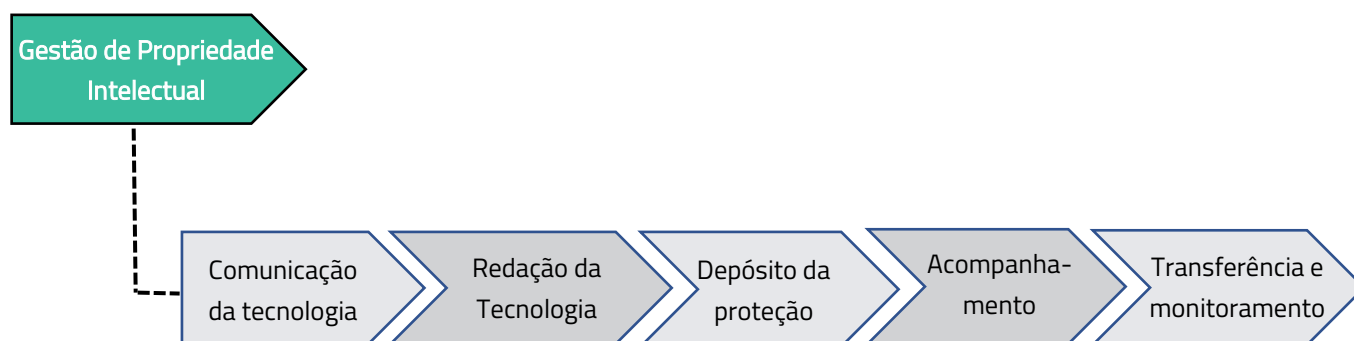 Gestão de Propriedade
Intelectual
Comunicação
da tecnologia
Redação da
Tecnologia
Depósito da
proteção
Acompanha-
mento
Transferência e
monitoramento